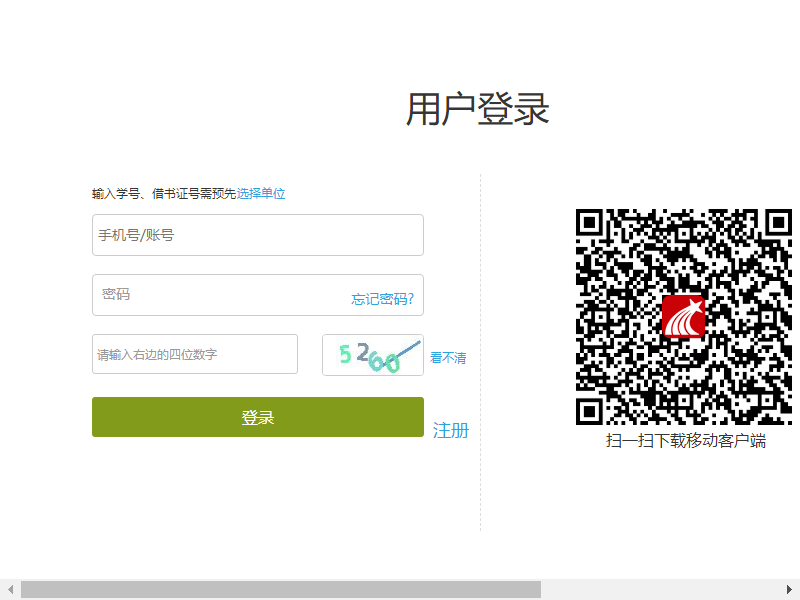 用户登录
输入学号、借书证号需预先选择单位
手机号/账号
密码
忘记密码?
请输入右边的四位数字
5260
看不清
登录
注册
扫一扫下载移动客户端